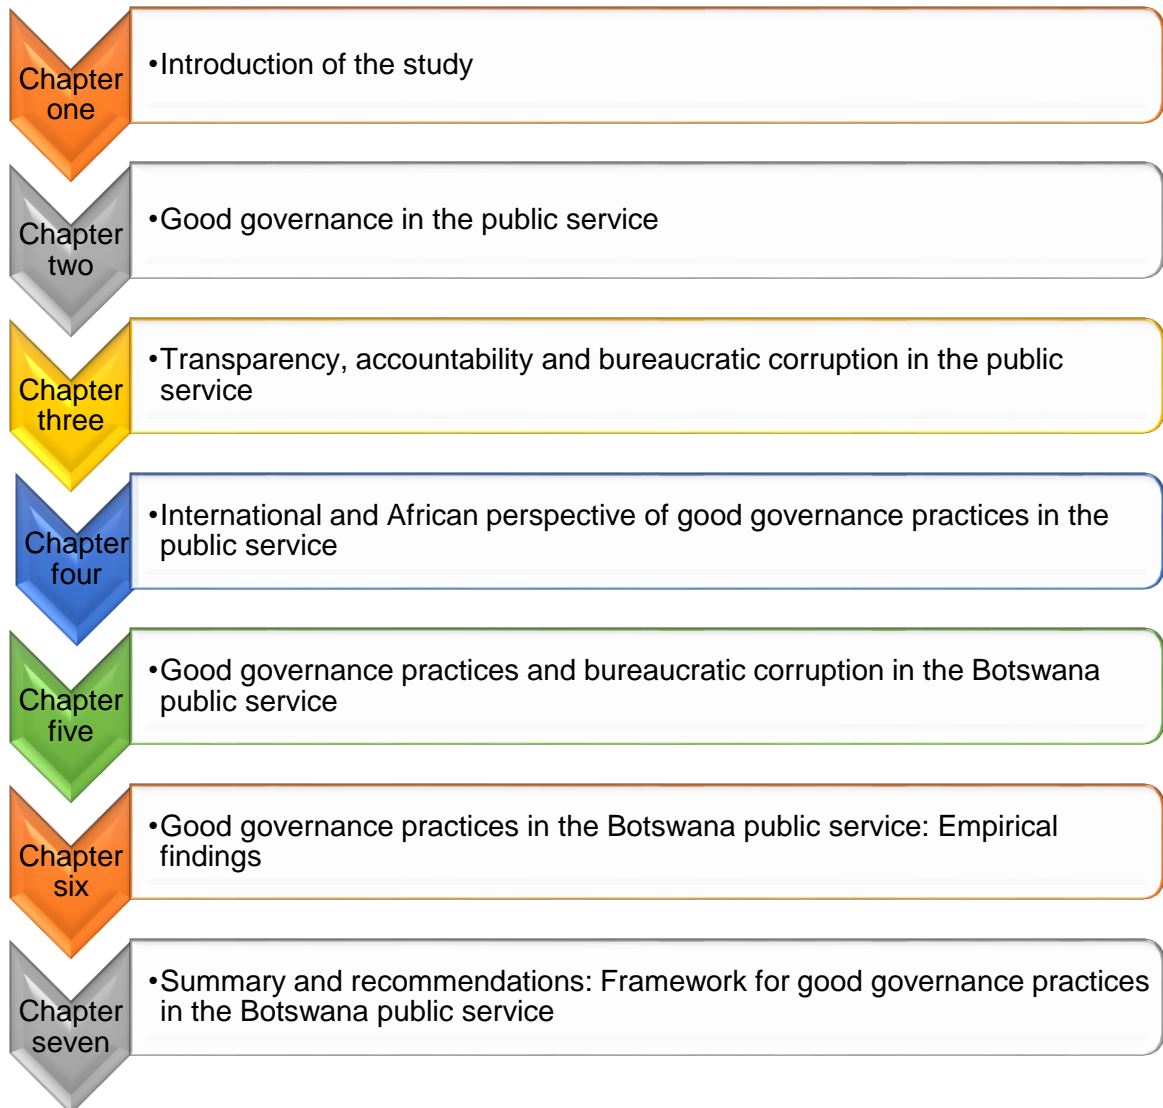 Chapter
one
•Introduction of the study
Chapter
two
•Good governance in the public service
Chapter
three
•Transparency, accountability and bureaucratic corruption in the public
service
Chapter
four
•International and African perspective of good governance practices in the
public service
Chapter
five
•Good governance practices and bureaucratic corruption in the Botswana
public service
Chapter
six
•Good governance practices in the Botswana public service: Empirical
findings
Chapter
seven
•Summary and recommendations: Framework for good governance practices
in the Botswana public service